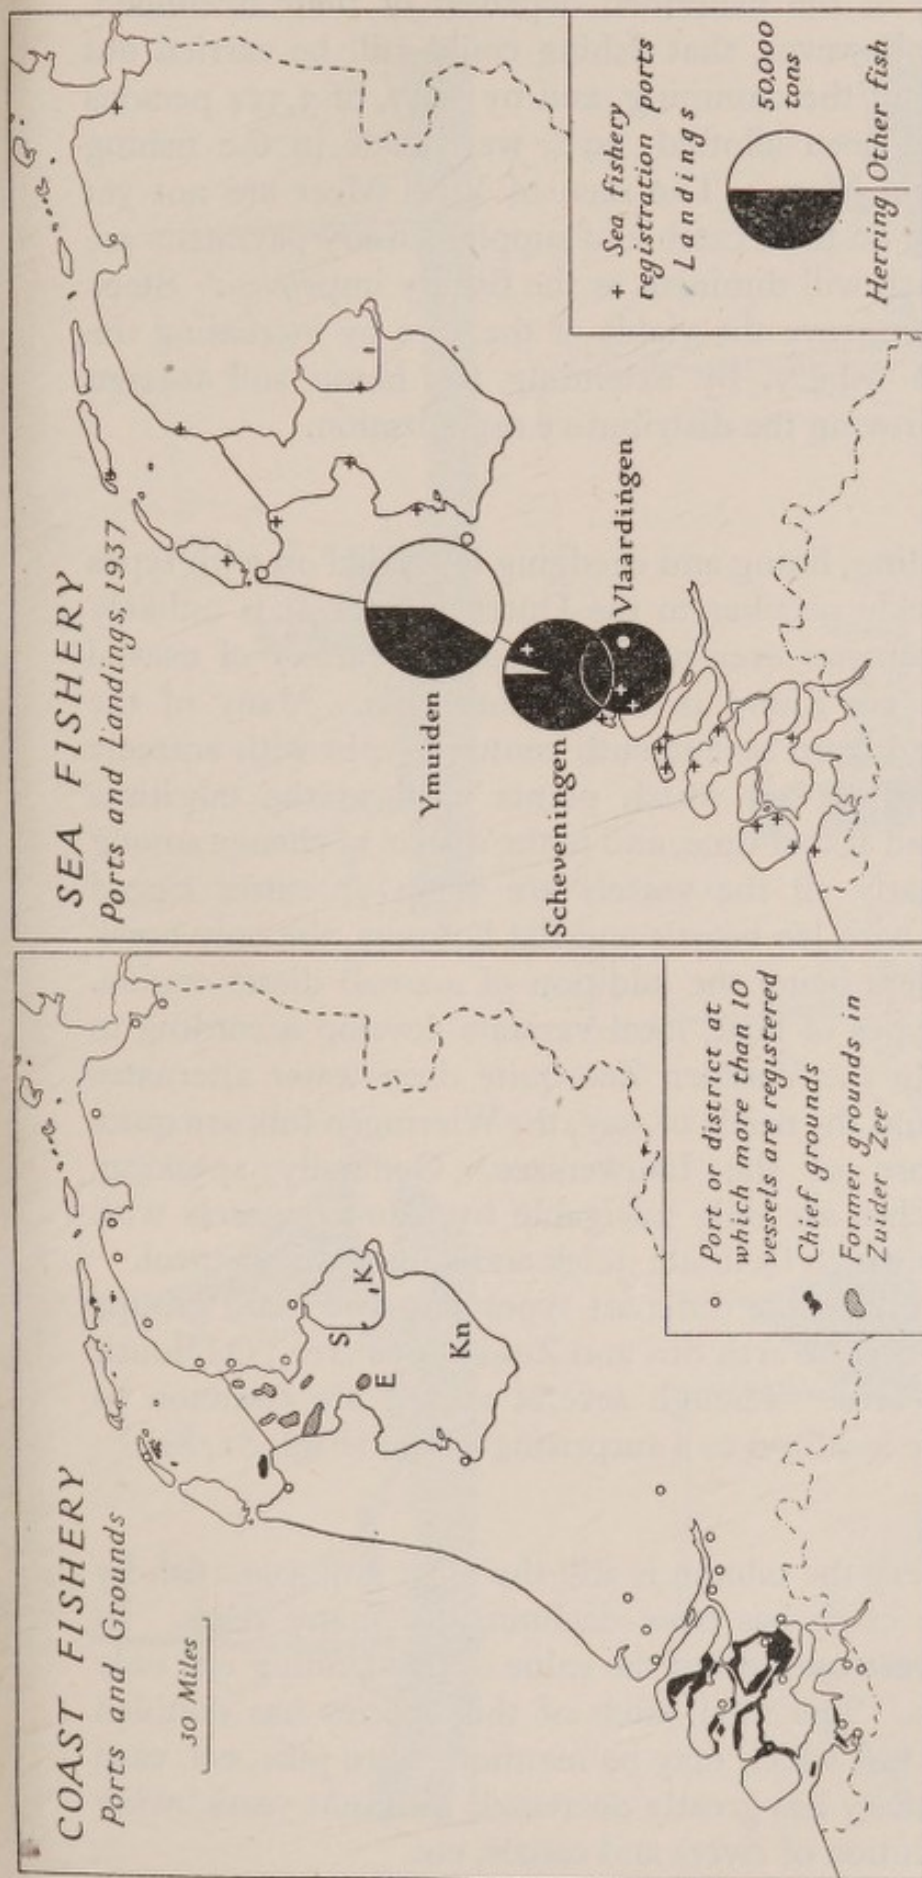 COAST FISHERY
Ports and Grounds
30 Miles
S
K
E
Kn
Port or district at
which more than 10
vessels are registered
Chief grounds
Former grounds in
Zuider Zee
SEA FISHERY
Ports and Landings, 1937
Ymuiden
Scheveningen
Vlaardingen
+ Sea fishery
registration ports
Landings
50,000
tons
Herring | Other fish